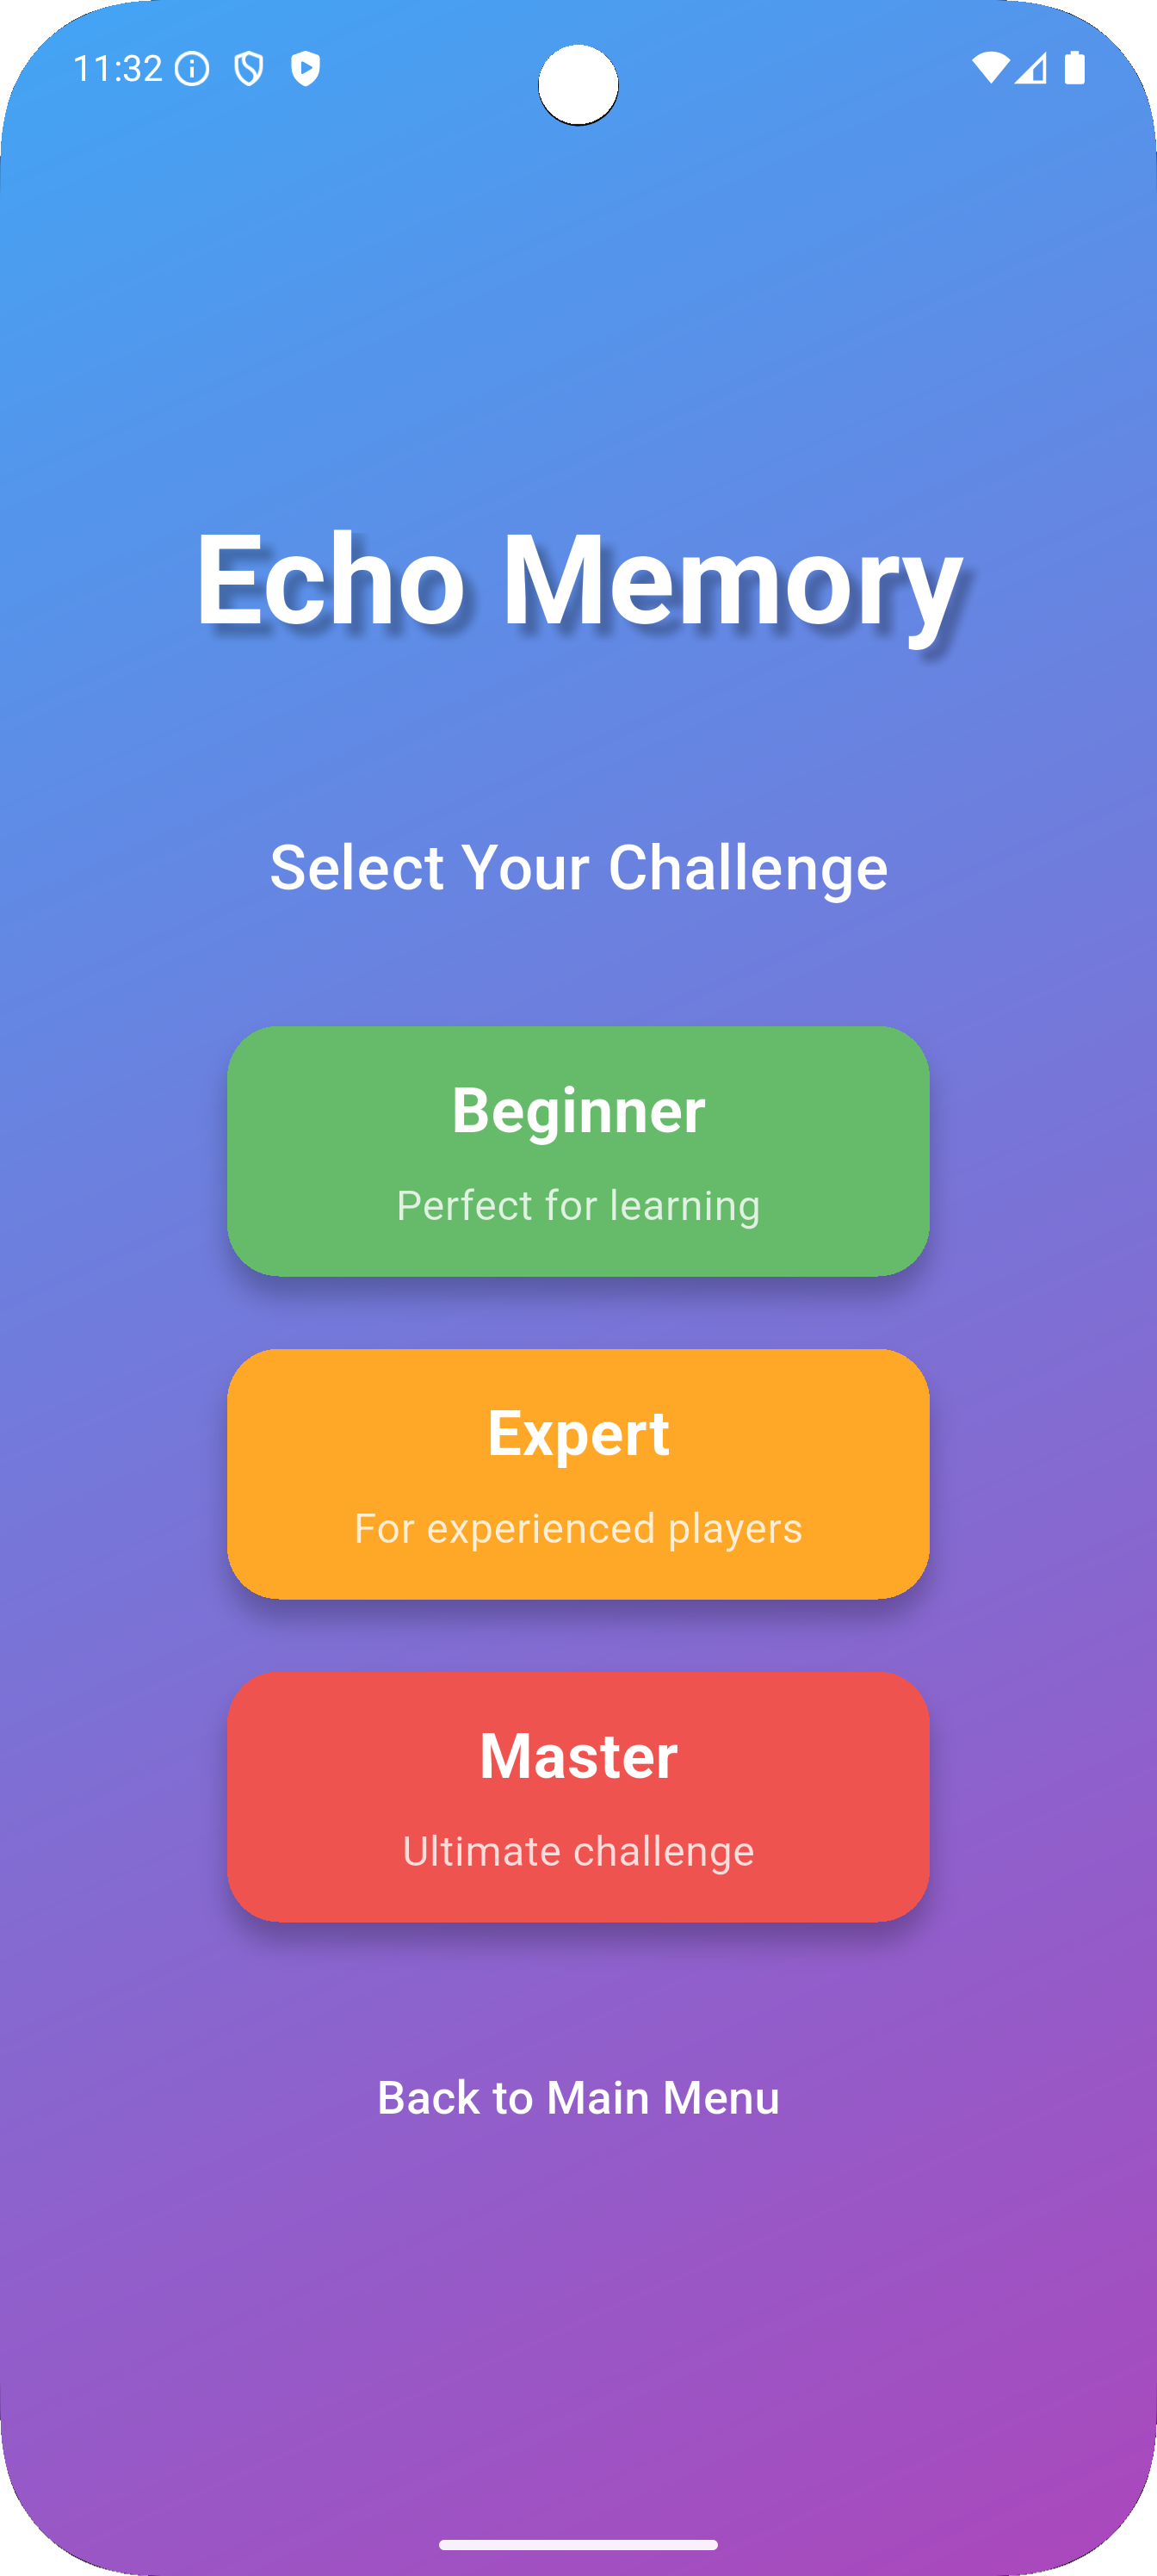 11:32
Echo Memory
Select Your Challenge
Beginner
Perfect for learning
Expert
For experienced players
Master
Ultimate challenge
Back to Main Menu